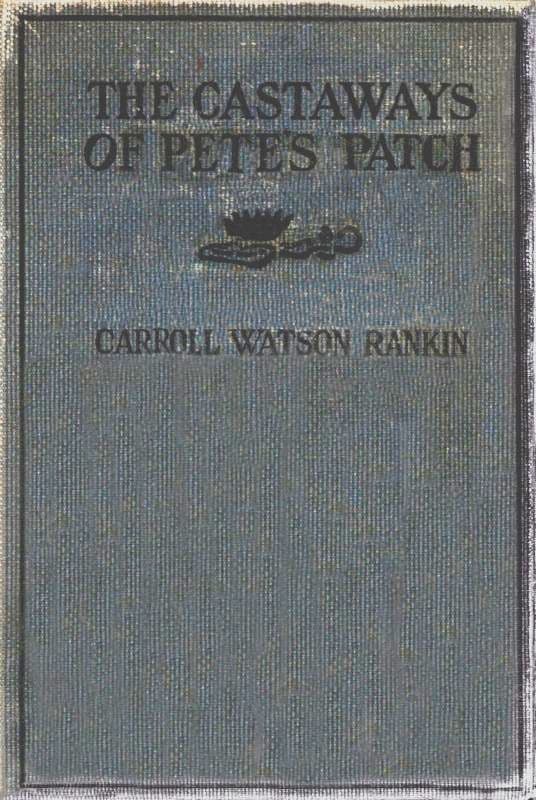 THE CASTAWAYS
OF PETE'S PATCH
CARROLL WATSON RANKIN